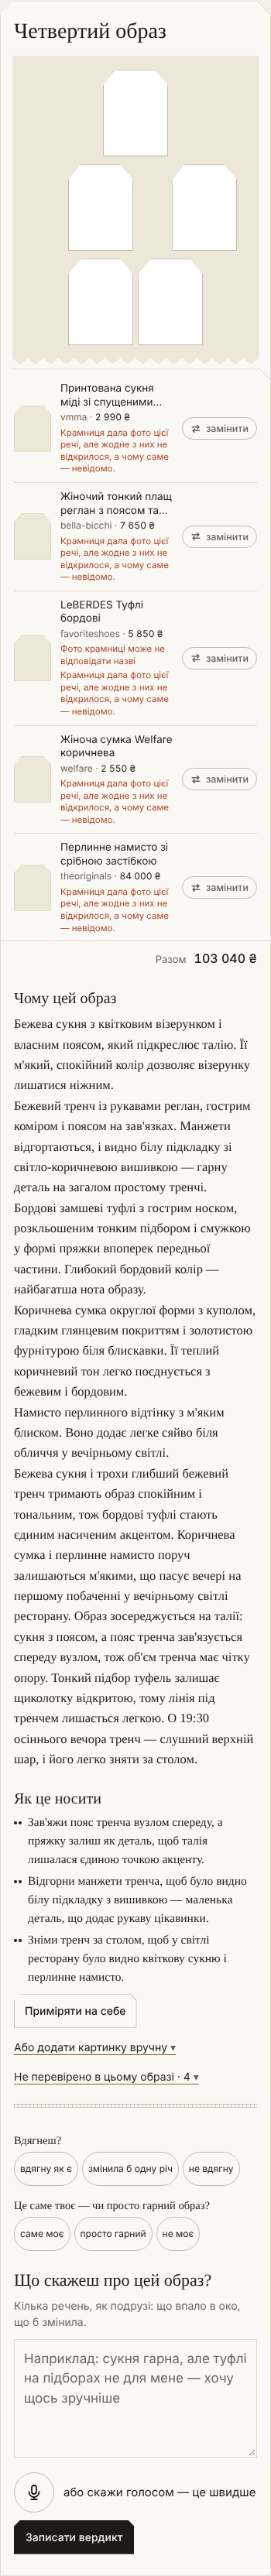 Четвертий образ
Принтована сукня
міді зі спущеними...
vmma · 2 990 ₴
Крамниця дала фото цієї
речі, але жодне з них не
відкрилося, а чому саме
— невідомо.
⇄ замінити
Жіночий тонкий плащ
реглан з поясом та...
bella-bicchi · 7 650 ₴
Крамниця дала фото цієї
речі, але жодне з них не
відкрилося, а чому саме
— невідомо.
⇄ замінити
LeBERDES Туфлі
бордові
favoriteshoes · 5 850 ₴
Фото крамниці може не
відповідати назві
Крамниця дала фото цієї
речі, але жодне з них не
відкрилося, а чому саме
— невідомо.
⇄ замінити
Жіноча сумка Welfare
коричнева
welfare · 2 550 ₴
Крамниця дала фото цієї
речі, але жодне з них не
відкрилося, а чому саме
— невідомо.
⇄ замінити
Перлинне намисто зі
срібною застібкою
theoriginals · 84 000 ₴
Крамниця дала фото цієї
речі, але жодне з них не
відкрилося, а чому саме
— невідомо.
⇄ замінити
Разом 103 040 ₴
Чому цей образ
Бежева сукня з квітковим візерунком і
власним поясом, який підкреслює талію. Її
м'який, спокійний колір дозволяє візерунку
лишатися ніжним.
Бежевий тренч із рукавами реглан, гострим
коміром і поясом на зав'язках. Манжети
відгортаються, і видно білу підкладку зі
світло-коричневою вишивкою — гарну
деталь на загалом простому тренчі.
Бордові замшеві туфлі з гострим носком,
розкльошеним тонким підбором і смужкою
у формі пряжки впоперек передньої
частини. Глибокий бордовий колір —
найбагатша нота образу.
Коричнева сумка округлої форми з куполом,
гладким глянцевим покриттям і золотистою
фурнітурою біля блискавки. Її теплий
коричневий тон легко поєднується з
бежевим і бордовим.
Намисто перлинного відтінку з м'яким
блиском. Воно додає легке сяйво біля
обличчя у вечірньому світлі.
Бежева сукня і трохи глибший бежевий
тренч тримають образ спокійним і
тональним, тож бордові туфлі стають
єдиним насиченим акцентом. Коричнева
сумка і перлинне намисто поруч
залишаються м'якими, що пасує вечері на
першому побаченні у вечірньому світлі
ресторану. Образ зосереджується на талії:
сукня з поясом, а пояс тренча зав'язується
спереду вузлом, тож об'єм тренча має чітку
опору. Тонкий підбор туфель залишає
щиколотку відкритою, тому лінія під
тренчем лишається легкою. О 19:30
осіннього вечора тренч — слушний верхній
шар, і його легко зняти за столом.
Як це носити
Зав'яжи пояс тренча вузлом спереду, а
пряжку залиш як деталь, щоб талія
лишалася єдиною точкою акценту.
Відгорни манжети тренча, щоб було видно
білу підкладку з вишивкою — маленька
деталь, що додає рукаву цікавинки.
Зніми тренч за столом, щоб у світлі
ресторану було видно квіткову сукню і
перлинне намисто.
Приміряти на себе
Або додати картинку вручну ▾
Не перевірено в цьому образі · 4 ▾
Вдягнеш?
вдягну як є
змінила б одну річ
не вдягну
Це саме твоє — чи просто гарний образ?
саме моє
просто гарний
не моє
Що скажеш про цей образ?
Кілька речень, як подрузі: що впало в око,
що б змінила.
Наприклад: сукня гарна, але туфлі
на підборах не для мене — хочу
щось зручніше
або скажи голосом — це швидше
Записати вердикт